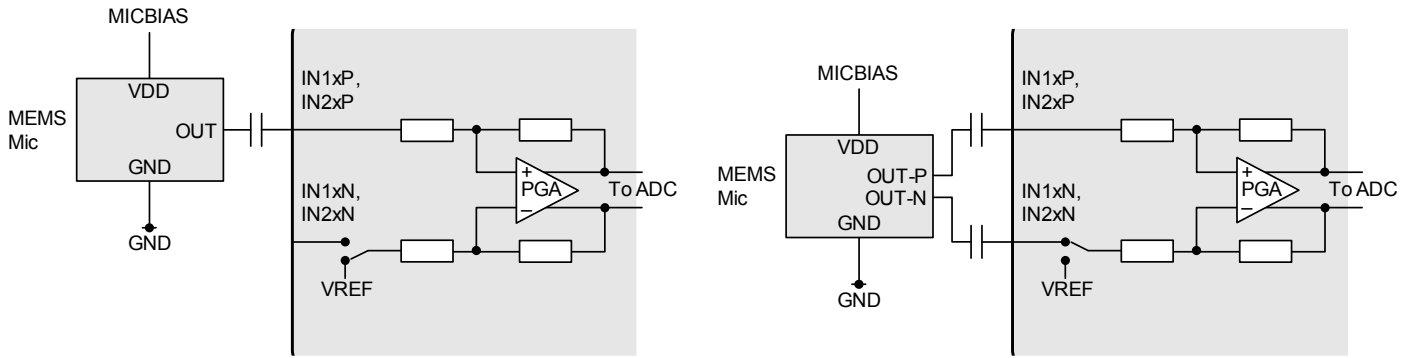 MICBIAS
VDD
MEMS
Mic
OUT
GND
GND
IN1xP,
IN2xP
+
PGA
−
To ADC
IN1xN,
IN2xN
VREF
MICBIAS
VDD
MEMS
Mic
OUT-P
OUT-N
GND
GND
IN1xP,
IN2xP
+
PGA
−
To ADC
IN1xN,
IN2xN
VREF